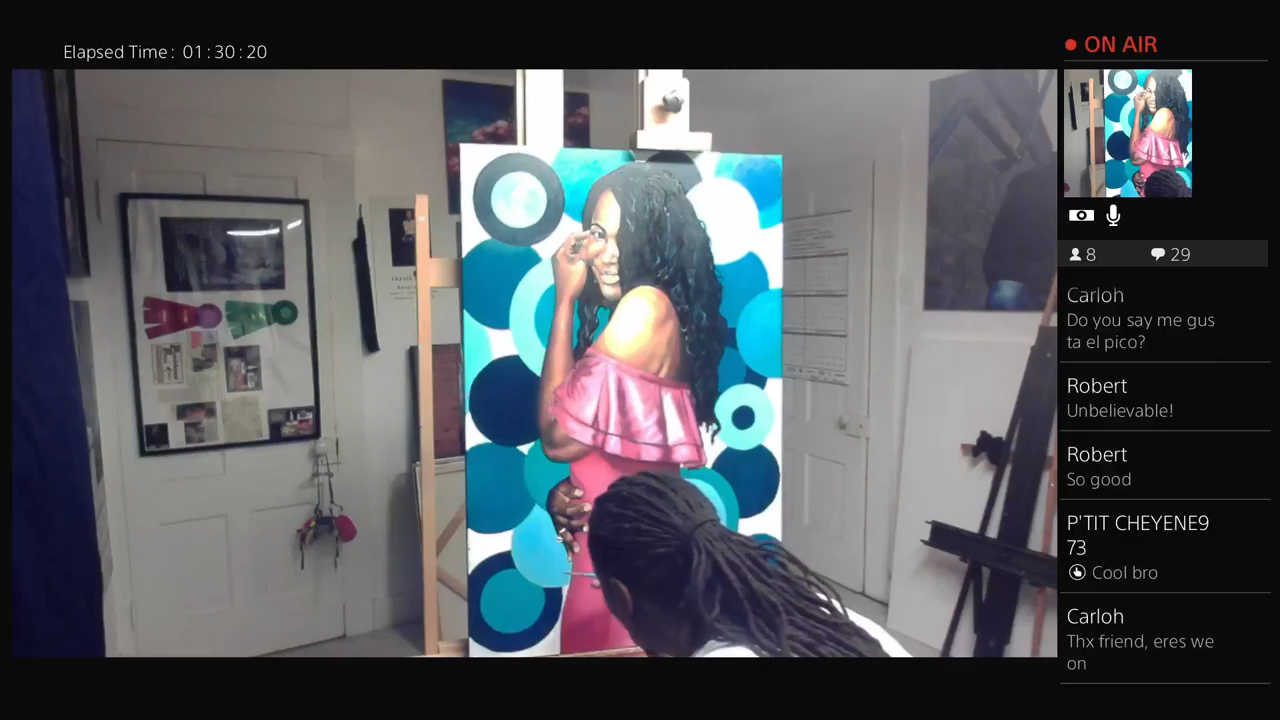 Elapsed Time: 01:30:20
ON AIR
8
29
Carloh
Do you say me gus
ta el pico?
Robert
Unbelievable!
Robert
So good
P'TIT CHEYENE9
73
Cool bro
Carloh
Thx friend, eres we
on